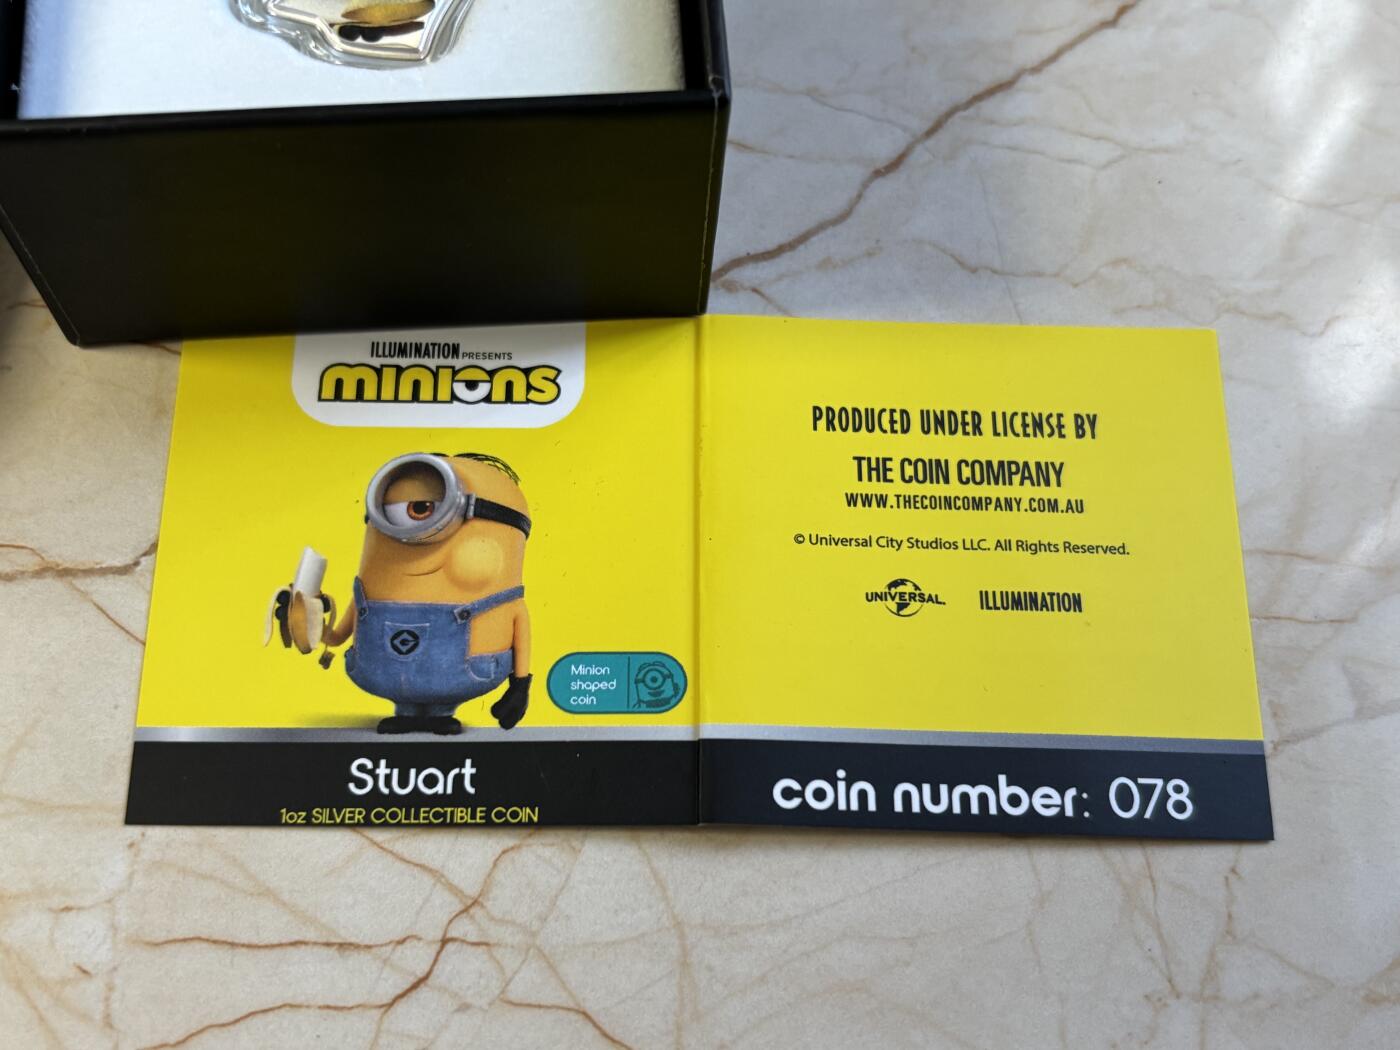 ILLUMINATION PRESENTS
minions
Minion
shaped
coin
Stuart
1oz SILVER COLLECTIBLE COIN
PRODUCED UNDER LICENSE BY
THE COIN COMPANY
WWW.THECOINCOMPANY.COM.AU
© Universal City Studios LLC. All Rights Reserved.
UNIVERSAL. ILLUMINATION
coin number: 078